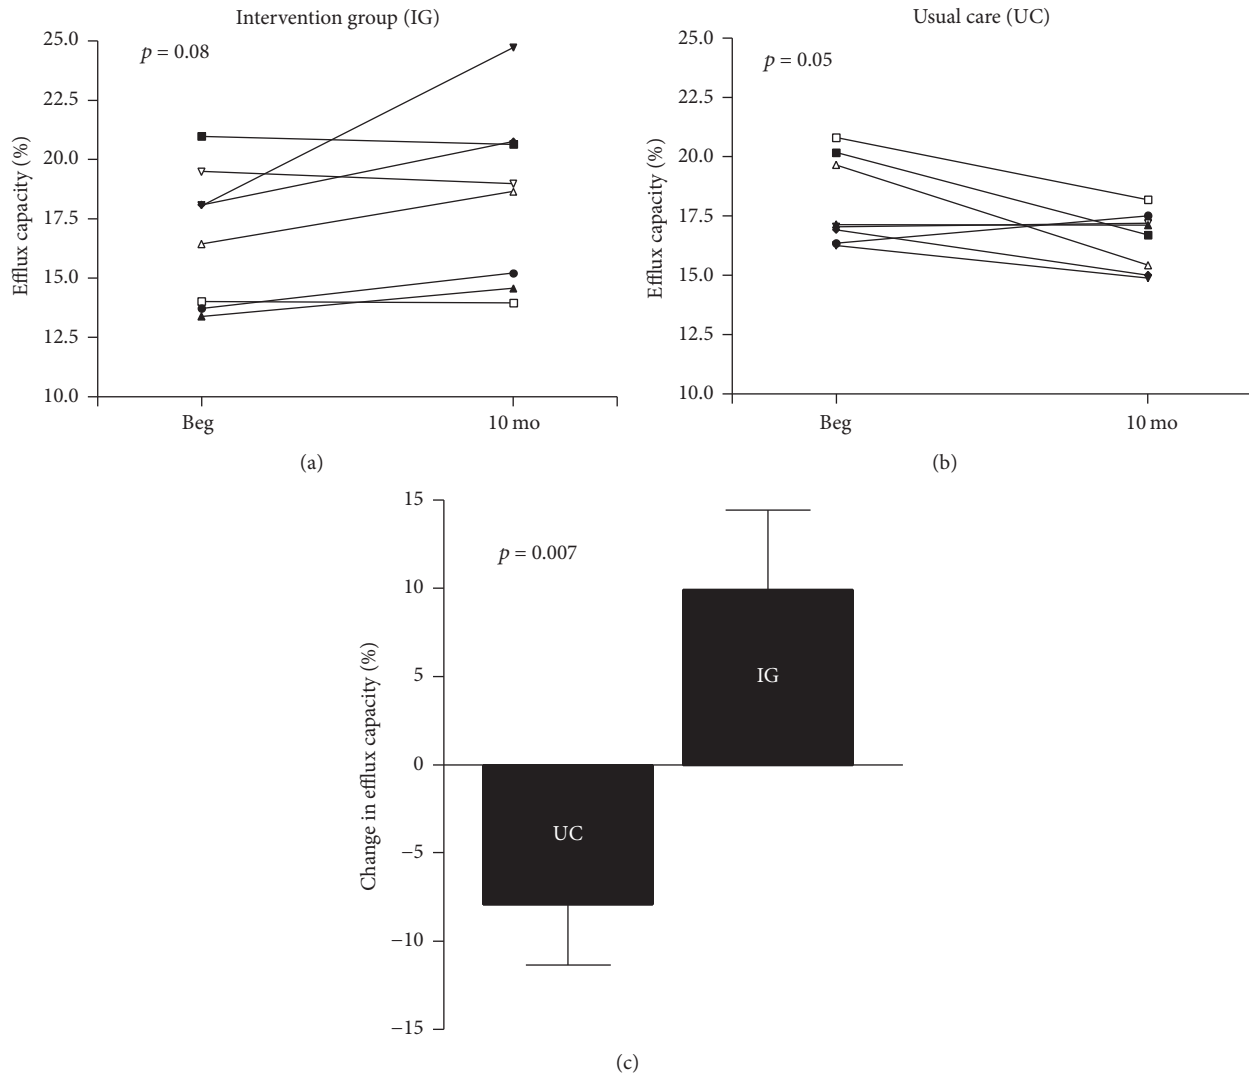 Intervention group (IG)
p = 0.08
Efflux capacity (%)
25.0
22.5
20.0
17.5
15.0
12.5
10.0
Beg
10 mo
(a)
Usual care (UC)
p = 0.05
Efflux capacity (%)
25.0
22.5
20.0
17.5
15.0
12.5
10.0
Beg
10 mo
(b)
p = 0.007
Change in efflux capacity (%)
15
10
5
0
−5
−10
−15
IG
UC
(c)